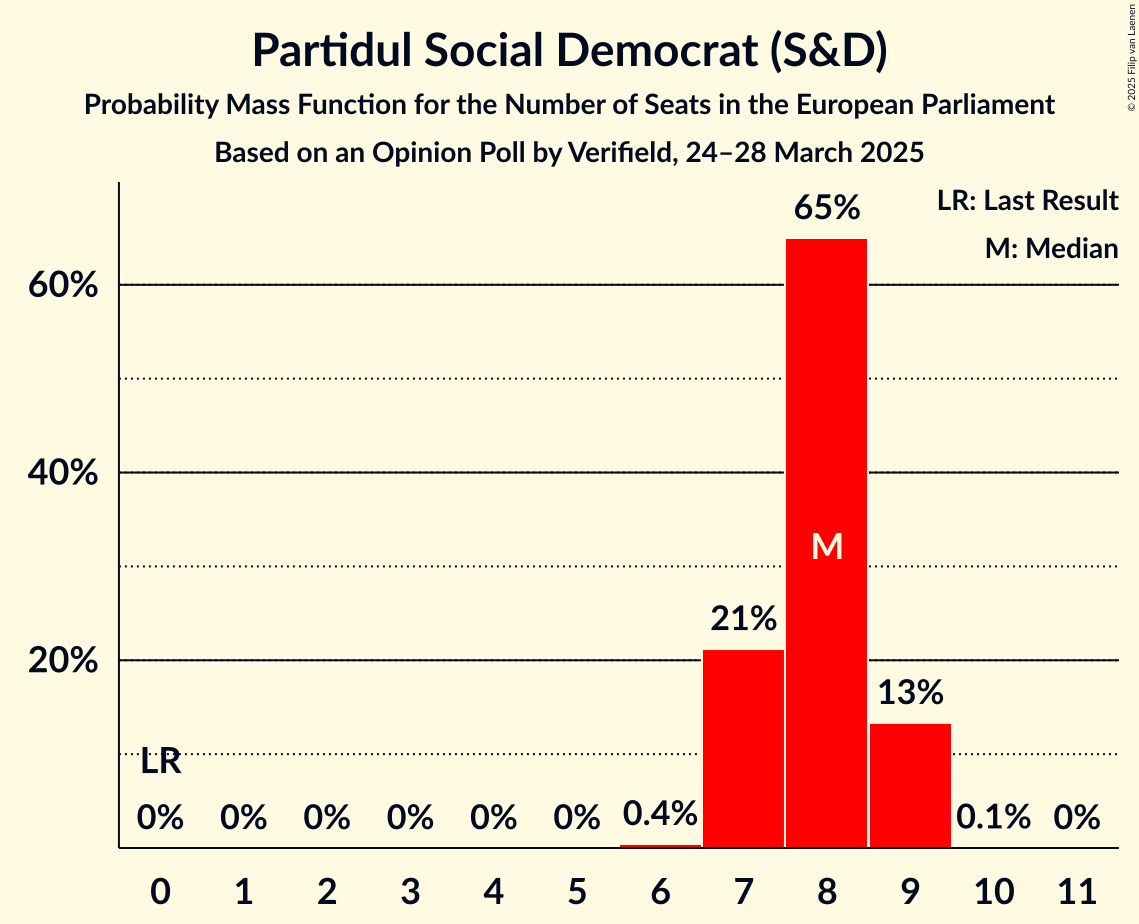 Partidul Social Democrat (S&D)
Probability Mass Function for the Number of Seats in the European Parliament
Based on an Opinion Poll by Verifield, 24–28 March 2025
© 2025 Filip van Laenen
LR: Last Result
M: Median
65%
60%
40%
M
21%
20%
13%
LR
0% 0% 0% 0% 0% 0% 0.4% 0.1% 0%
0 1 2 3 4 5 6 7 8 9 10 11